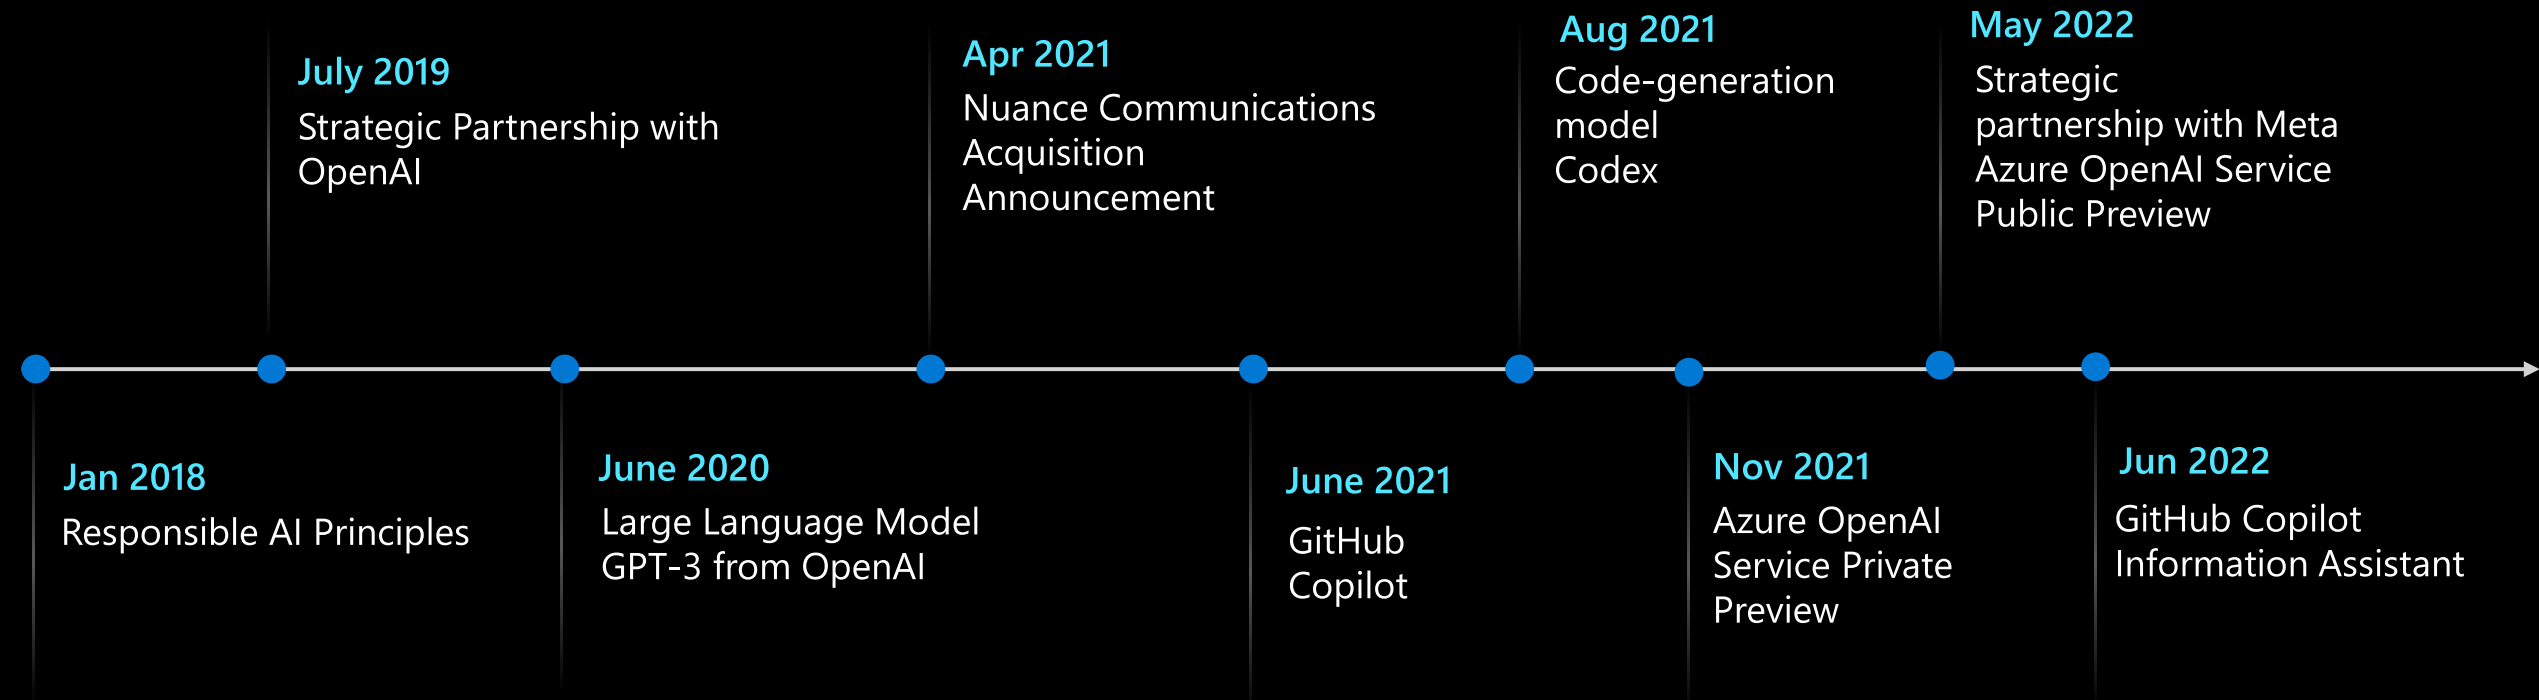 July 2019
Strategic Partnership with
OpenAI
Apr 2021
Nuance Communications
Acquisition
Announcement
Aug 2021
Code-generation
model
Codex
May 2022
Strategic
partnership with Meta
Azure OpenAI Service
Public Preview
Jan 2018
Responsible AI Principles
June 2020
Large Language Model
GPT-3 from OpenAI
June 2021
GitHub
Copilot
Nov 2021
Azure OpenAI
Service Private
Preview
Jun 2022
GitHub Copilot
Information Assistant